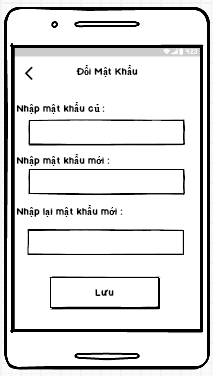 Đổi Mật Khẩu
Nhập mật khẩu cũ :
Nhập mật khẩu mới :
Nhập lại mật khẩu mới :
Lưu